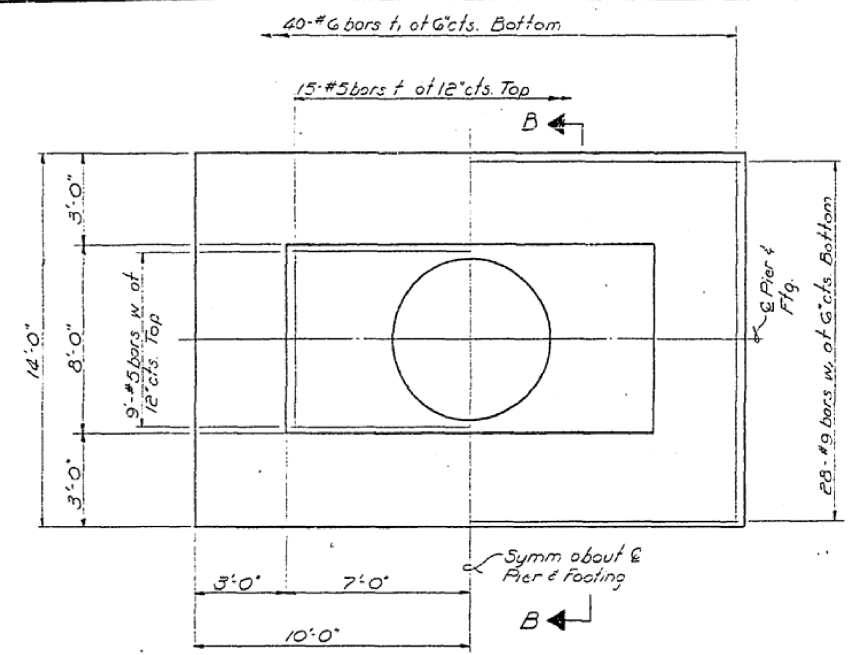 40-#6 bars t, at 6"cts. Bottom
15-#5 bars t at 12"cts. Top
B
3'-0"
8'-0"
14'-0"
3'-0"
9'-#5 bars w at
12"cts. Top
℄ Pier &
Ftg.
28-#9 bars w, at 6"cts. Bottom
Symm about ℄
Pier & Footing
3'-0"
7'-0"
10'-0"
B